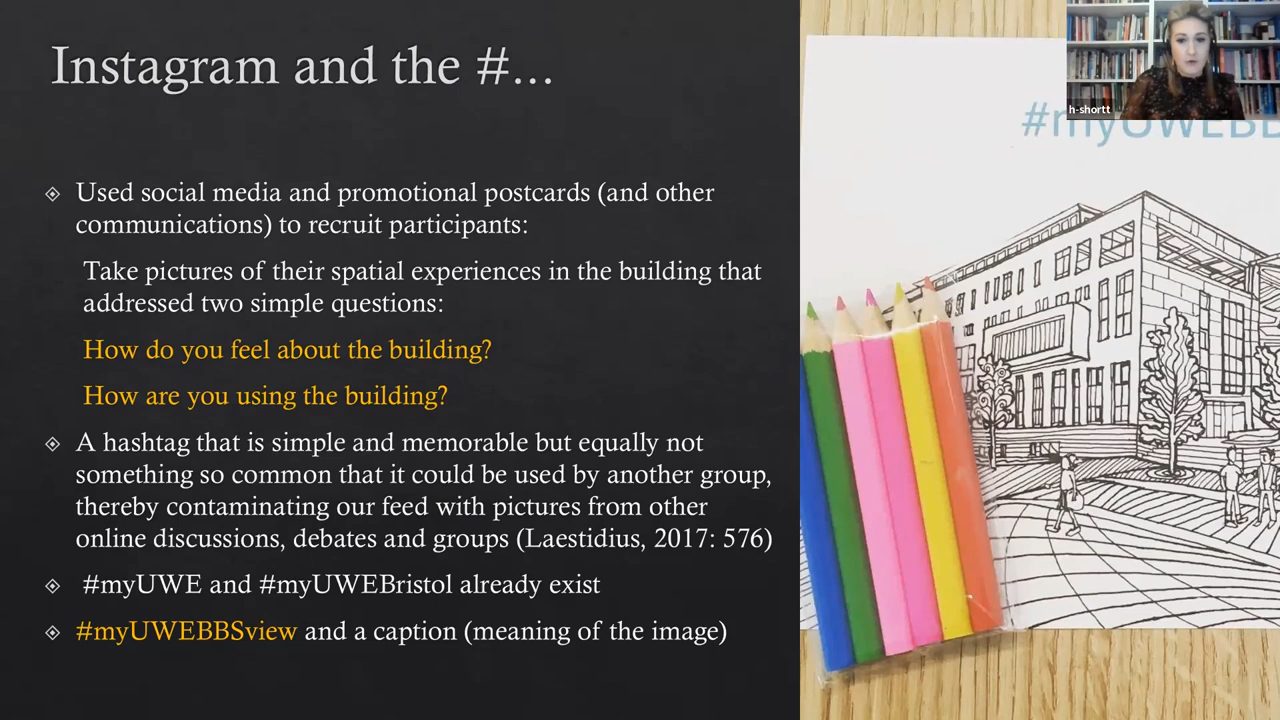 Instagram and the #...
Used social media and promotional postcards (and other
communications) to recruit participants:
Take pictures of their spatial experiences in the building that
addressed two simple questions:
How do you feel about the building?
How are you using the building?
A hashtag that is simple and memorable but equally not
something so common that it could be used by another group,
thereby contaminating our feed with pictures from other
online discussions, debates and groups (Laestidius, 2017: 576)
#myUWE and #myUWEBristol already exist
#myUWEBBSview and a caption (meaning of the image)
h-shortt
#myUWEBB